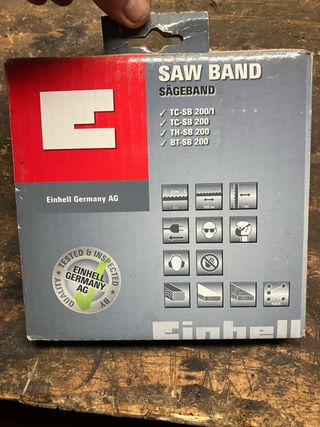 SAW BAND
SÄGEBAND
✓ TC-SB 200/1
✓ TC-SB 200
✓ TH-SB 200
✓ BT-SB 200
Einhell Germany AG
TESTED & INSPECTED BY
EINHELL
GERMANY
AG
QUALITY
Einhell